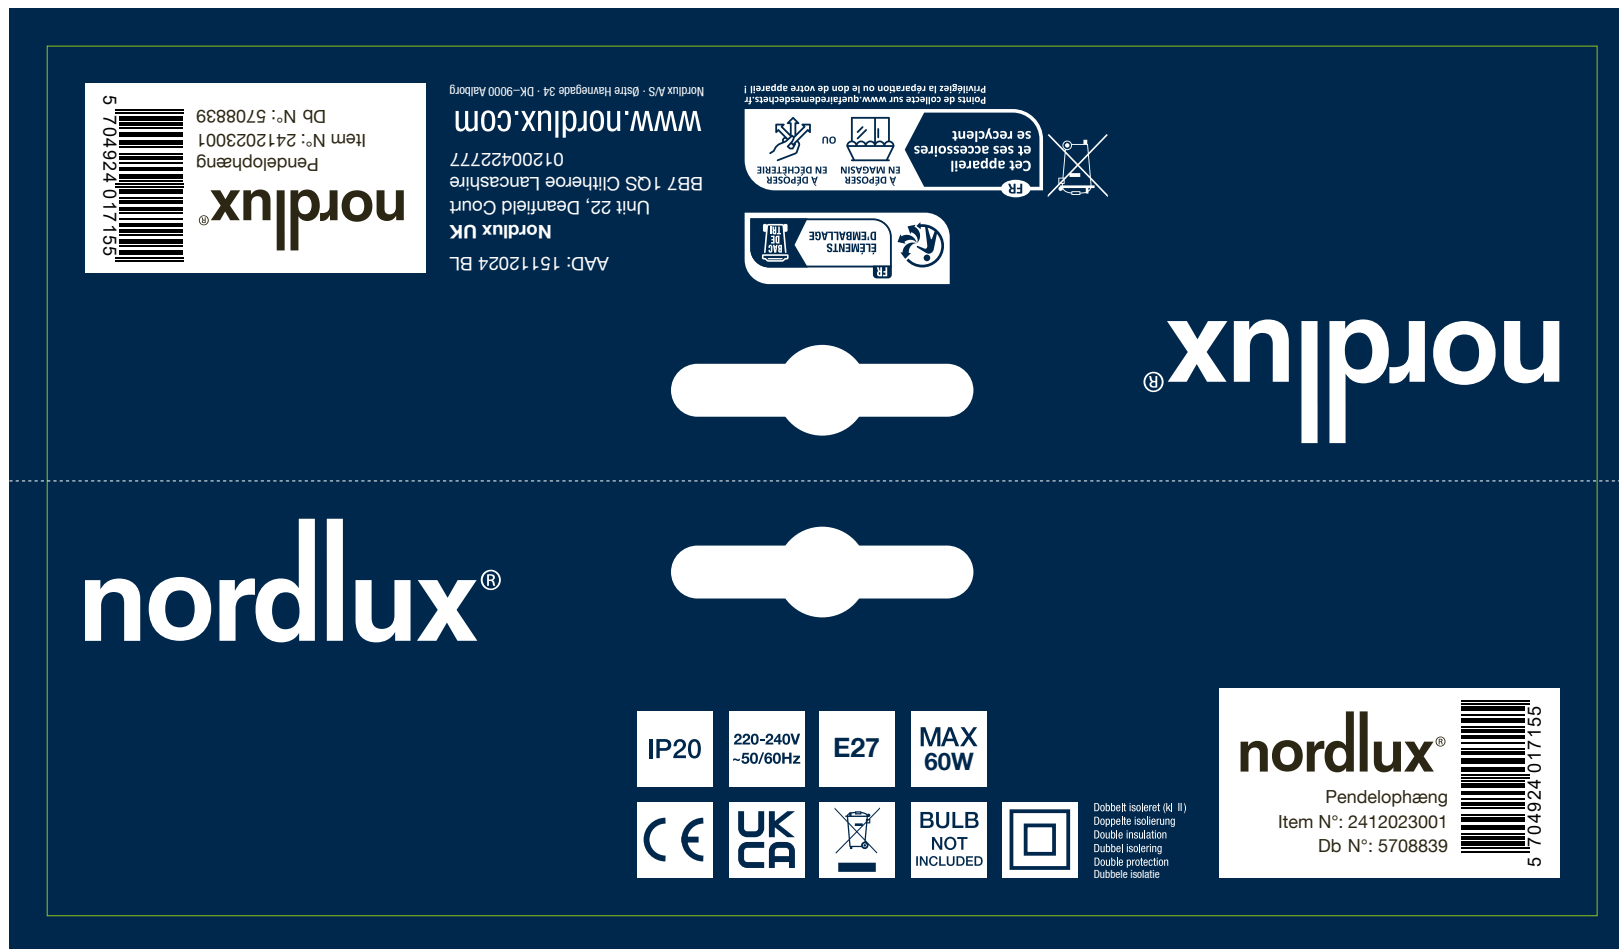 nordlux®
Pendelophæng
Item N°: 2412023001
Db N°: 5708839
5 704924 017155
AAD: 15112024 BL
Nordlux UK
Unit 22, Deanfield Court
BB7 1QS Clitheroe Lancashire
01200422777
www.nordlux.com
Nordlux A/S · Østre Havnegade 34 · DK–9000 Aalborg
FR
ÉLÉMENTS
D'EMBALLAGE
BAC
DE
TRI
FR
Cet appareil
et ses accessoires
se recyclent
À DÉPOSER
EN MAGASIN
OU
À DÉPOSER
EN DÉCHÈTERIE
Points de collecte sur www.quefairedemesdechets.fr
Privilégiez la réparation ou le don de votre appareil !
nordlux®
nordlux®
IP20
220-240V
~50/60Hz
E27
MAX
60W
CE
UK
CA
BULB
NOT
INCLUDED
Dobbelt isoleret (kl II)
Doppelte isolierung
Double insulation
Dubbel isolering
Double protection
Dubbele isolatie
nordlux®
Pendelophæng
Item N°: 2412023001
Db N°: 5708839
5 704924 017155